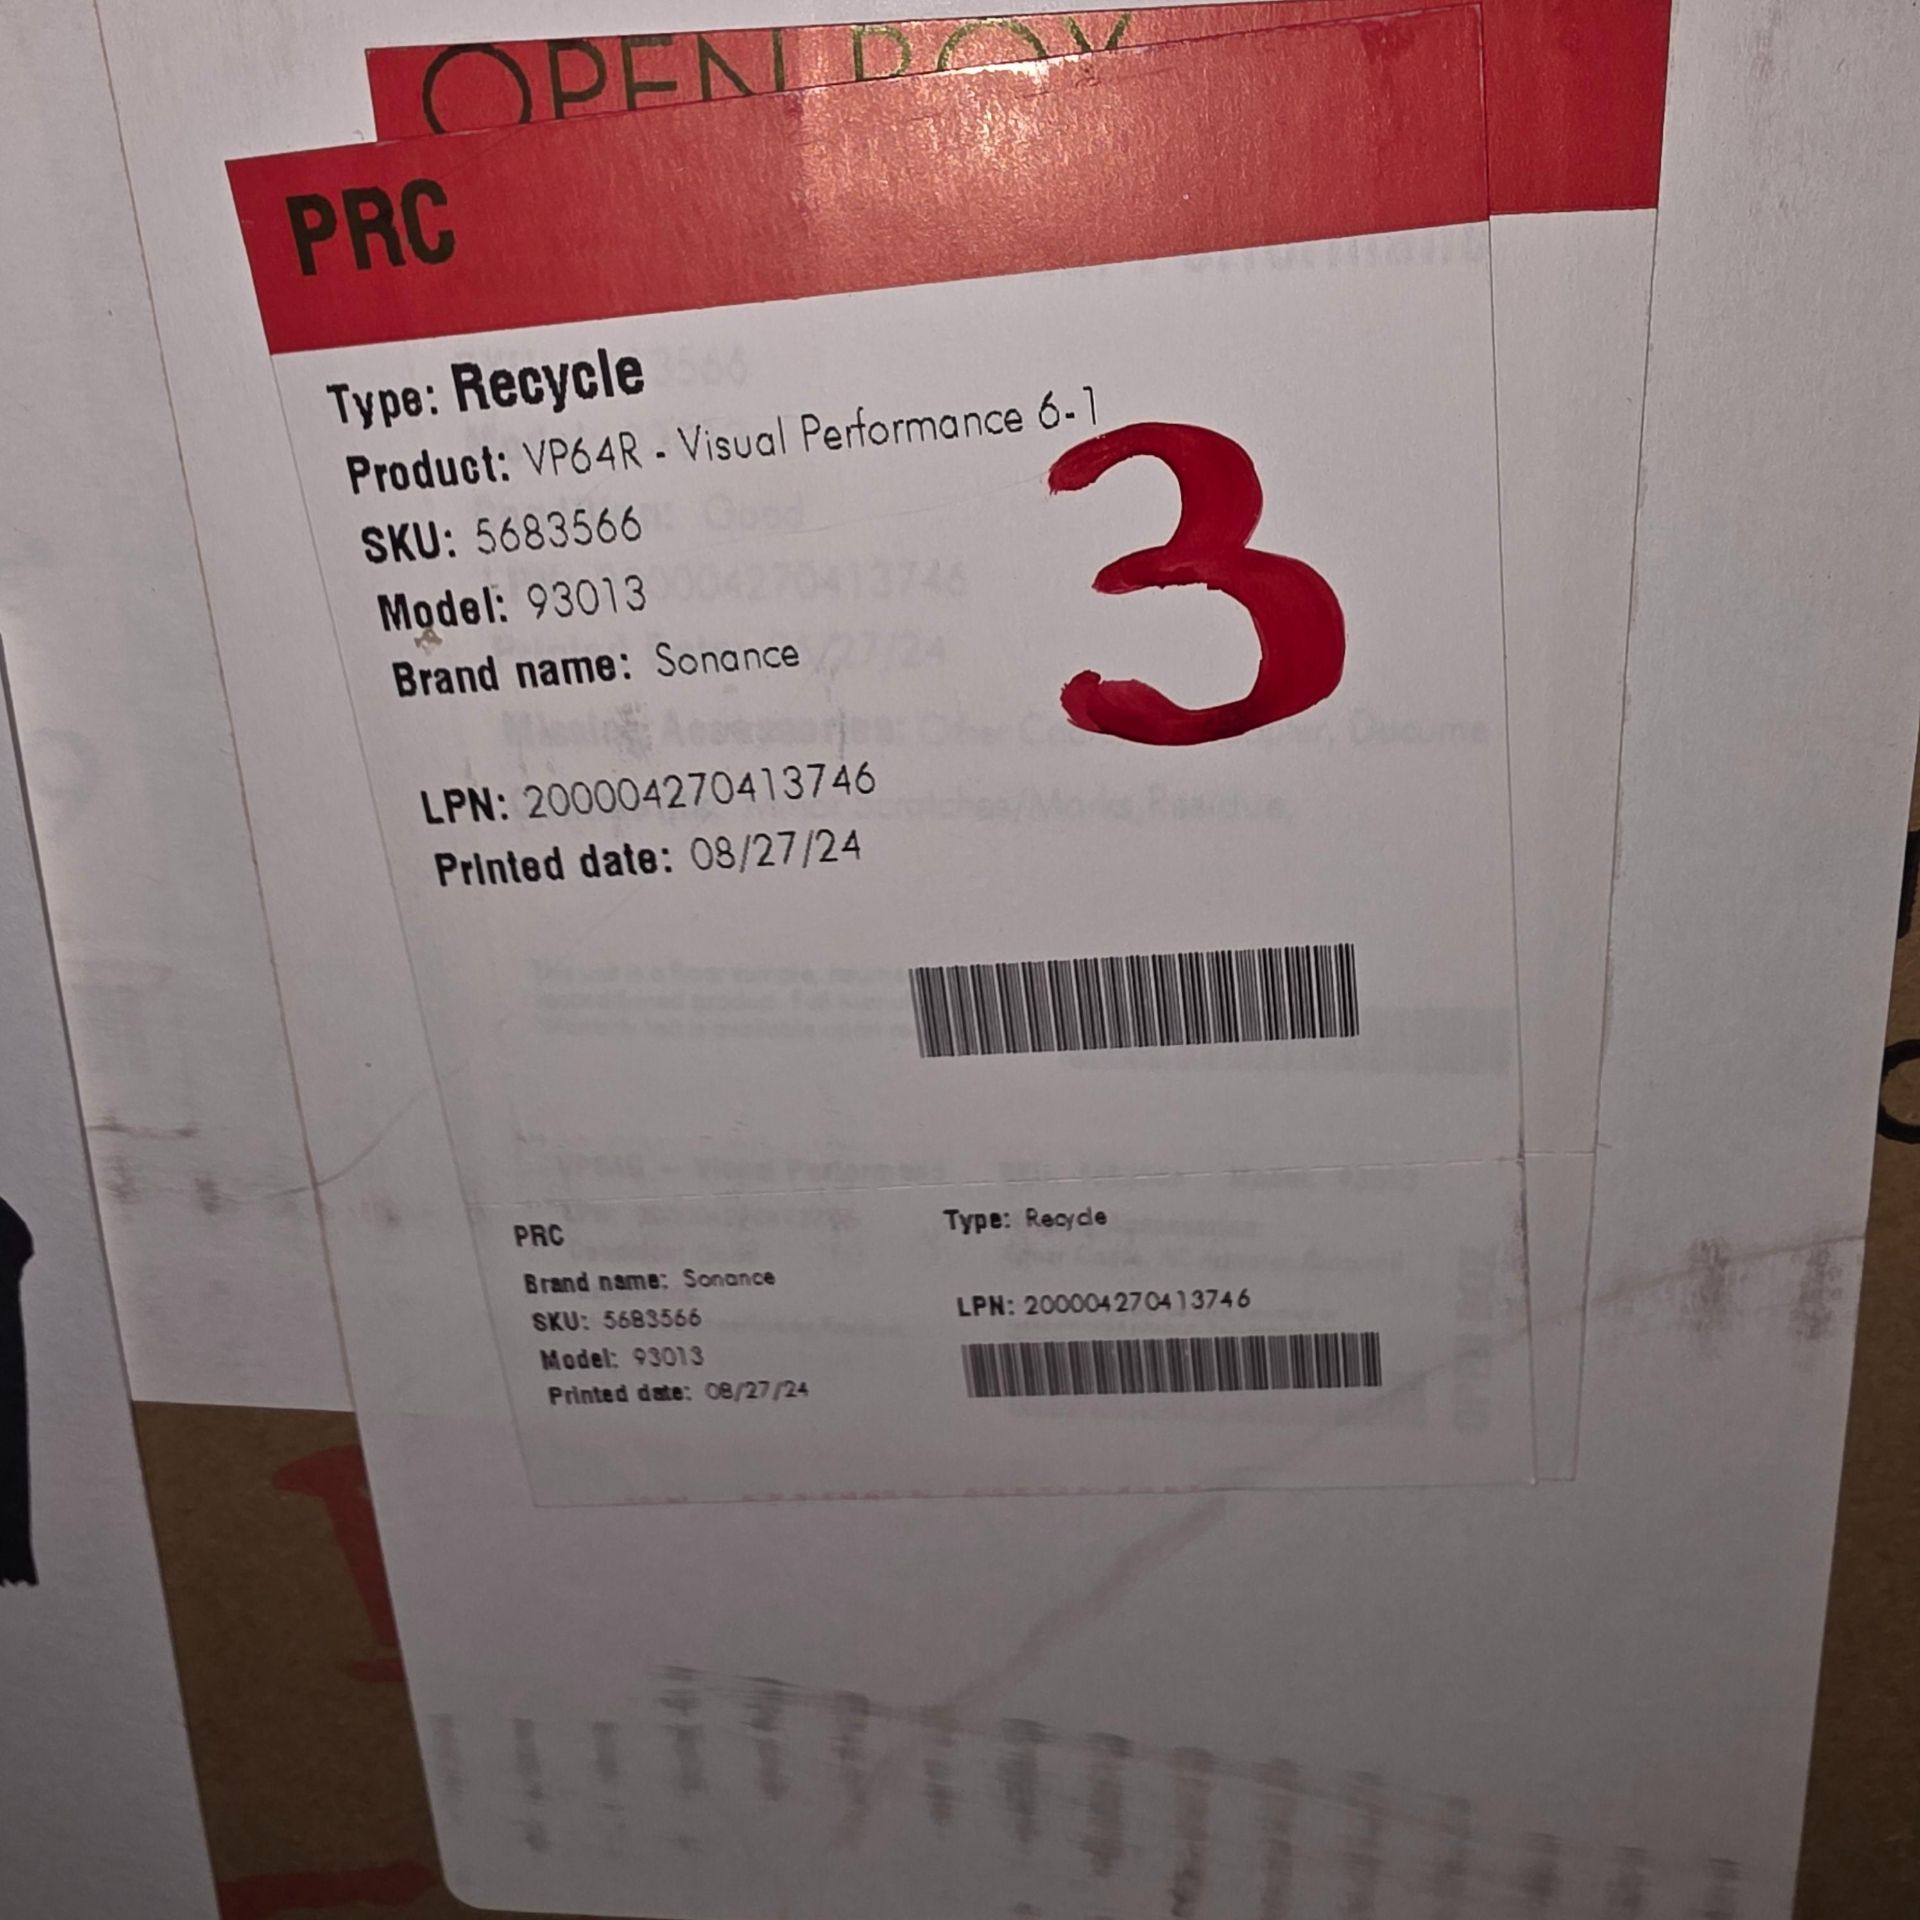 OPEN BOX
PRC
Type: Recycle
Product: VP64R - Visual Performance 6-1
3
SKU: 5683566
Model: 93013
Brand name: Sonance
LPN: 200004270413746
Printed date: 08/27/24
PRC
Type: Recycle
Brand name: Sonance
SKU: 5683566
LPN: 200004270413746
Model: 93013
Printed date: 08/27/24